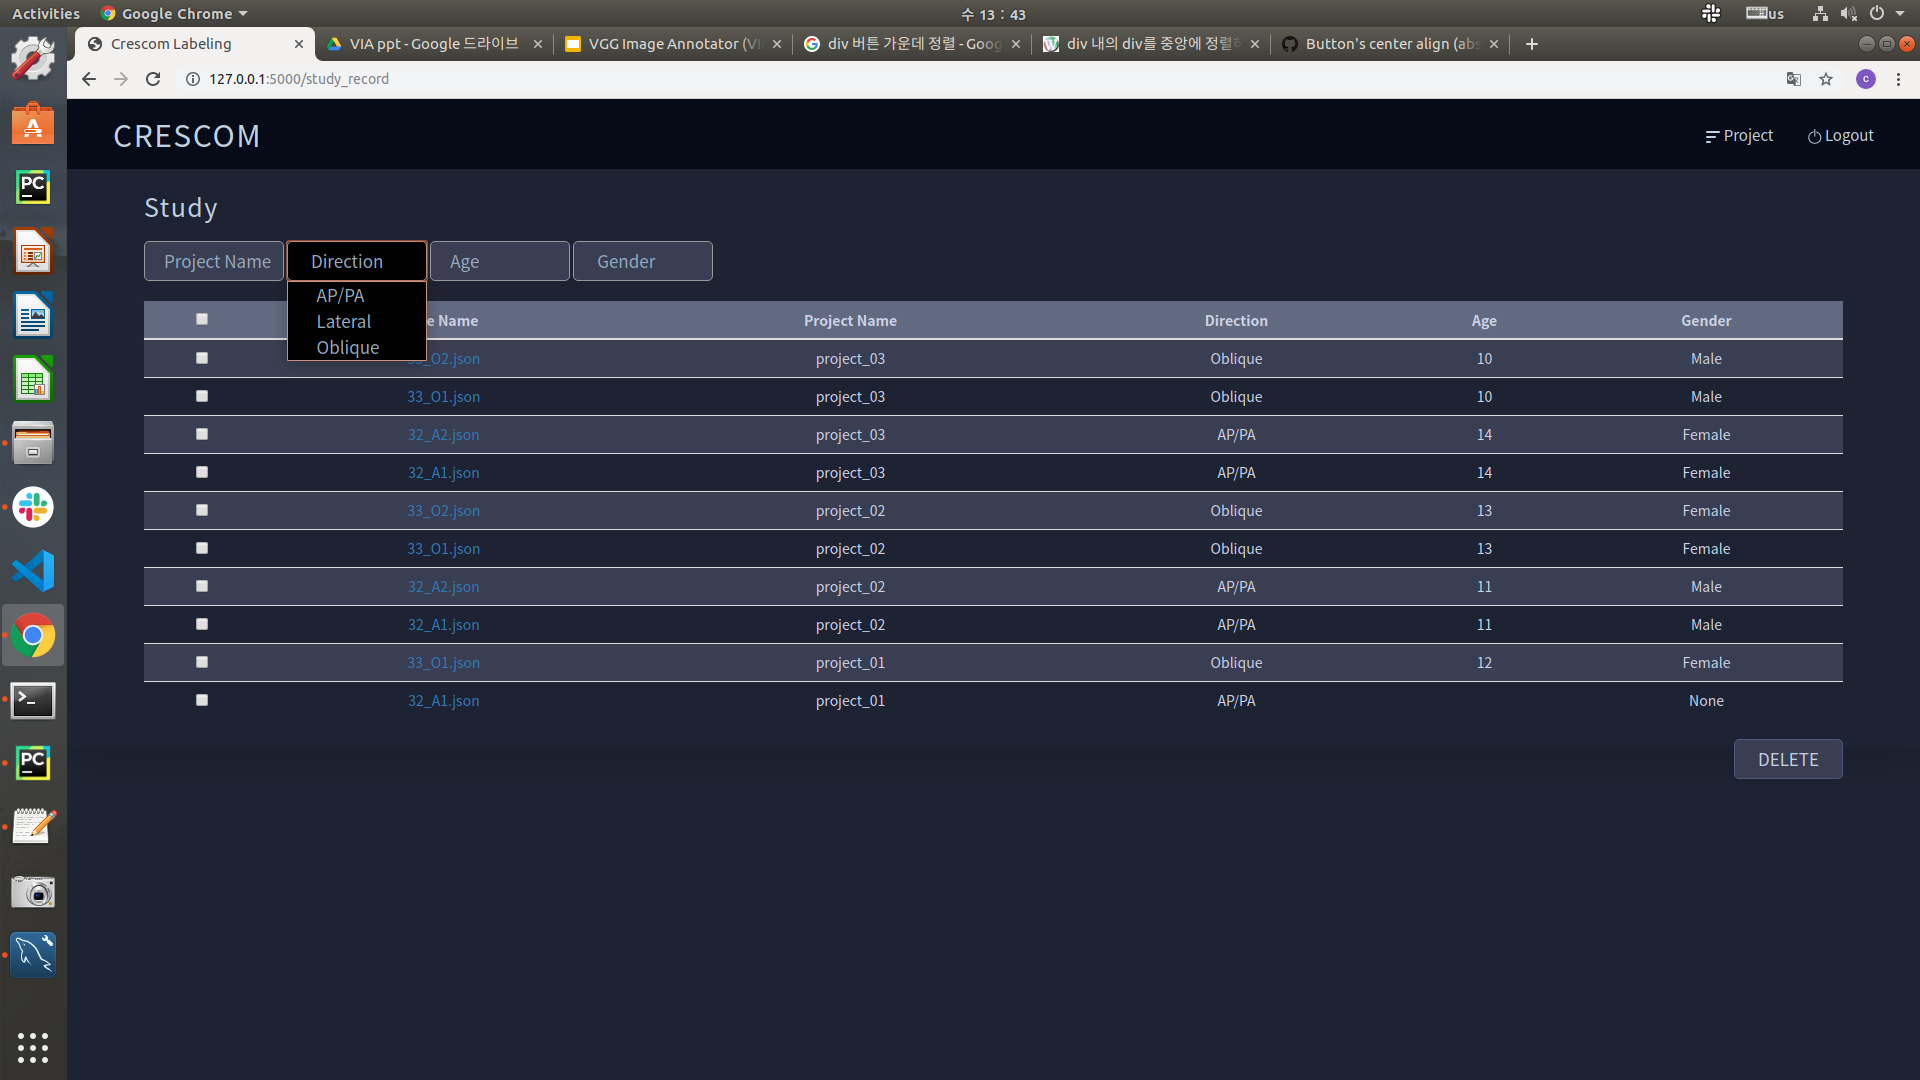 Activities Google Chrome 수 13 : 43 us
Crescom Labeling VIA ppt - Google 드라이브 VGG Image Annotator (VI div 버튼 가운데 정렬 - Goog div 내의 div를 중앙에 정렬하 Button's center align (abs
127.0.0.1:5000/study_record c
CRESCOM Project Logout
Study
Project Name Direction Age Gender
AP/PA
Lateral
Oblique
e Name Project Name Direction Age Gender
33_O2.json project_03 Oblique 10 Male
33_O1.json project_03 Oblique 10 Male
32_A2.json project_03 AP/PA 14 Female
32_A1.json project_03 AP/PA 14 Female
33_O2.json project_02 Oblique 13 Female
33_O1.json project_02 Oblique 13 Female
32_A2.json project_02 AP/PA 11 Male
32_A1.json project_02 AP/PA 11 Male
33_O1.json project_01 Oblique 12 Female
32_A1.json project_01 AP/PA None
DELETE
PC
PC